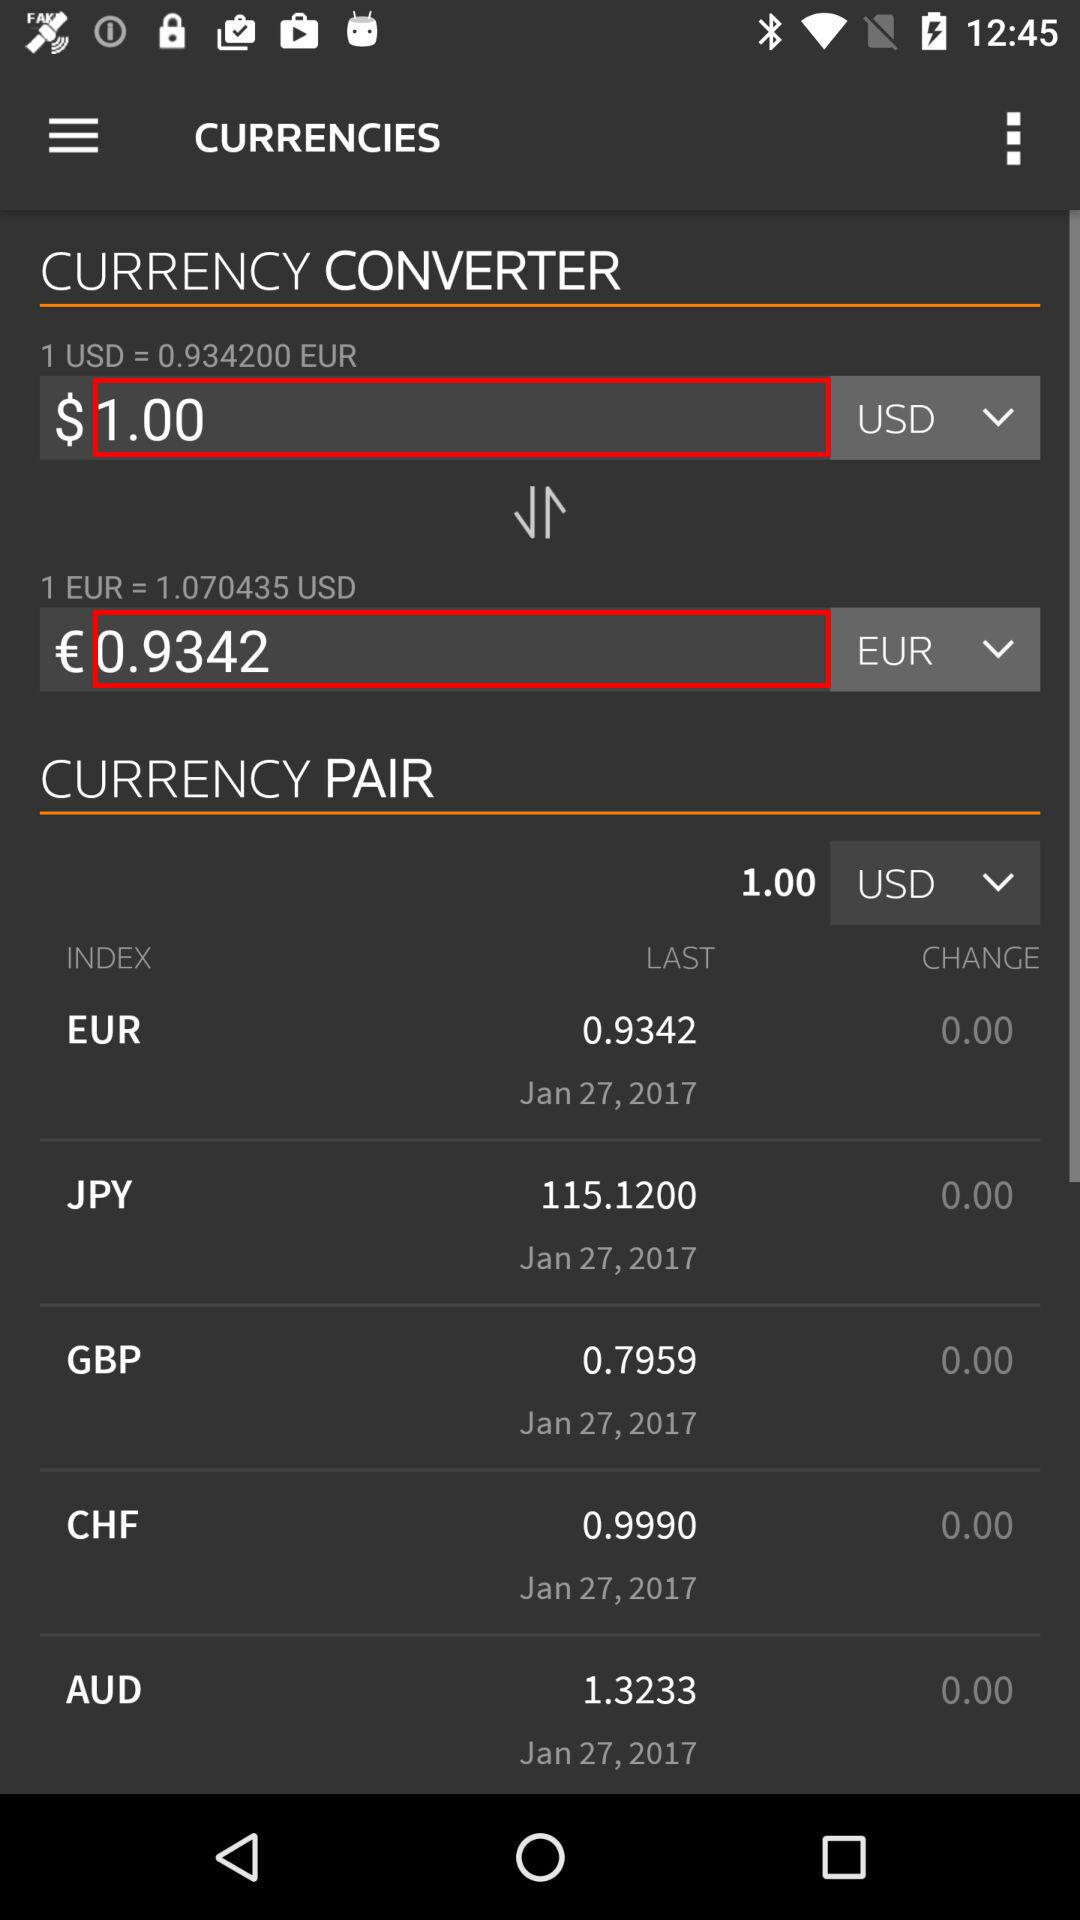 FAKE
12:45
CURRENCIES
CURRENCY CONVERTER
1 USD = 0.934200 EUR
$ 1.00 USD
1 EUR = 1.070435 USD
€ 0.9342 EUR
CURRENCY PAIR
1.00 USD
INDEX LAST CHANGE
EUR 0.9342 0.00
Jan 27, 2017
JPY 115.1200 0.00
Jan 27, 2017
GBP 0.7959 0.00
Jan 27, 2017
CHF 0.9990 0.00
Jan 27, 2017
AUD 1.3233 0.00
Jan 27, 2017